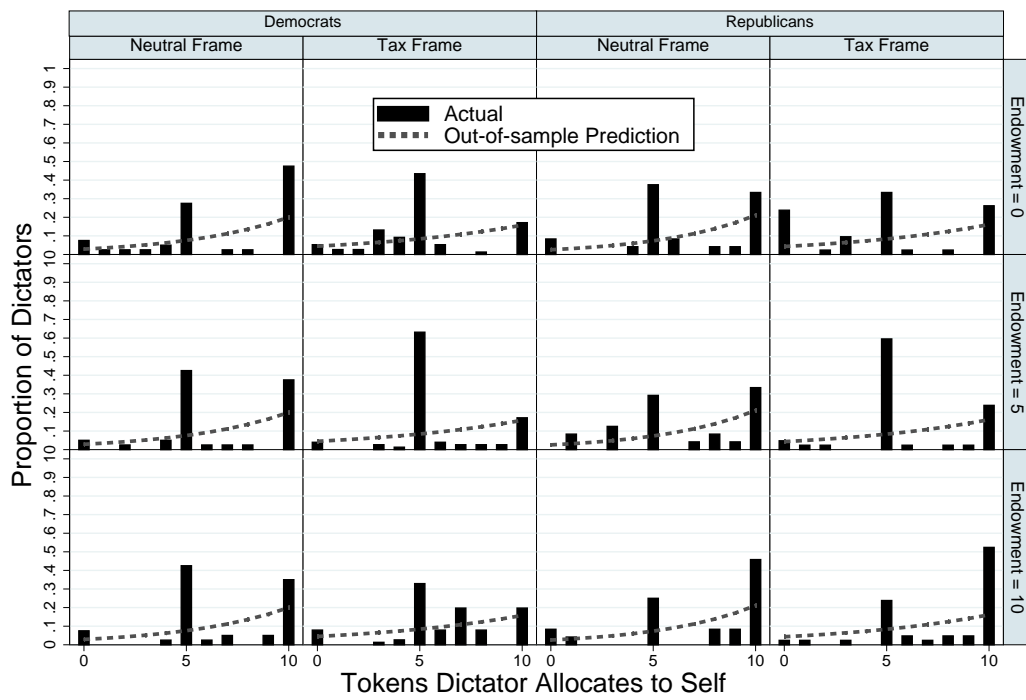 Democrats Republicans
Neutral Frame Tax Frame Neutral Frame Tax Frame
Actual
Out-of-sample Prediction
0 .1 .2 .3 .4 .5 .6 .7 .8 .9 1
Endowment = 0
0 .1 .2 .3 .4 .5 .6 .7 .8 .9 1
Endowment = 5
0 .1 .2 .3 .4 .5 .6 .7 .8 .9 1
Endowment = 10
Proportion of Dictators
0 5 10 0 5 10 0 5 10 0 5 10
Tokens Dictator Allocates to Self